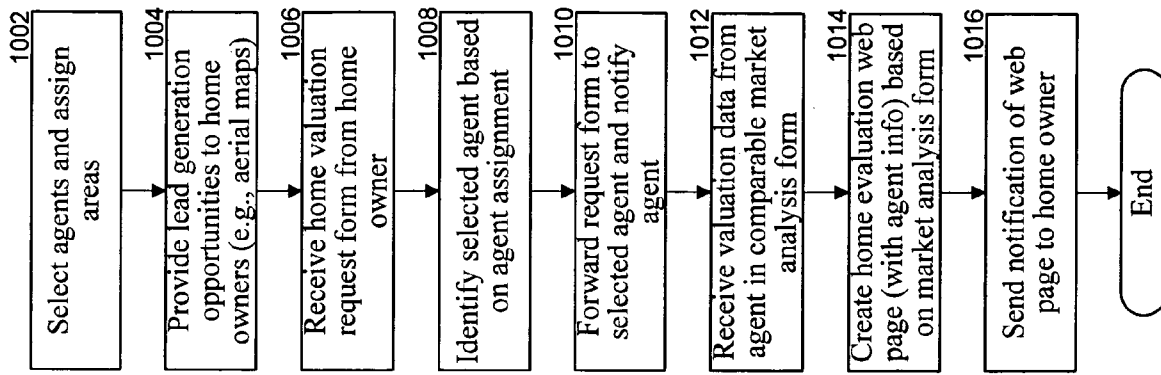 1002
Select agents and assign
areas
1004
Provide lead generation
opportunities to home
owners (e.g., aerial maps)
1006
Receive home valuation
request form from home
owner
1008
Identify selected agent based
on agent assignment
1010
Forward request form to
selected agent and notify
agent
1012
Receive valuation data from
agent in comparable market
analysis form
1014
Create home evaluation web
page (with agent info) based
on market analysis form
1016
Send notification of web
page to home owner
End